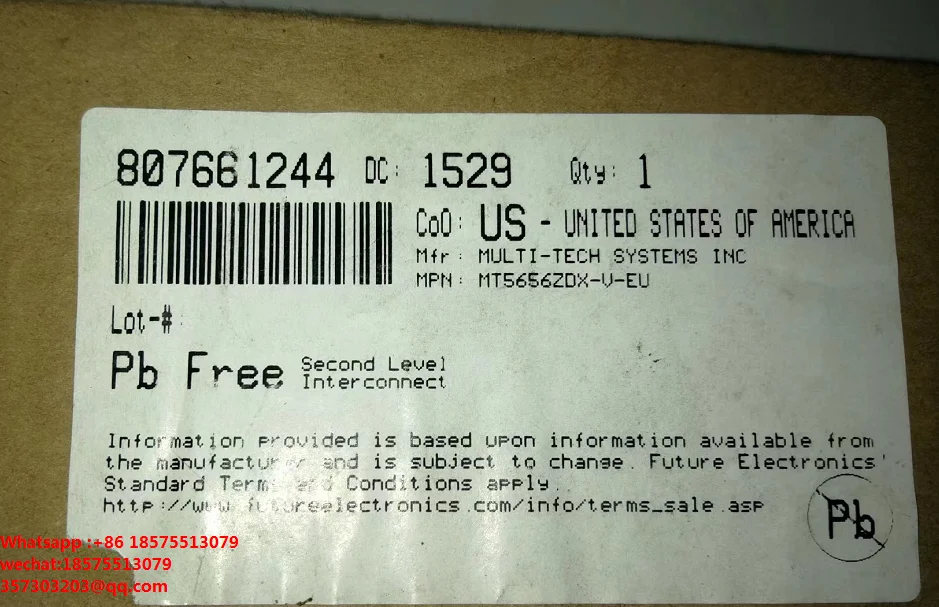 807661244 DC: 1529 Qty: 1
CoO: US - UNITED STATES OF AMERICA
Mfr: MULTI-TECH SYSTEMS INC
MPN: MT5656ZDX-V-EU
Lot-#:
Pb Free Second Level
Interconnect
Information provided is based upon information available from
the manufacturer and is subject to change. Future Electronics'
Standard Terms and Conditions apply.
http://www.futureelectronics.com/info/terms_sale.asp
Pb
Whatsapp :+86 18575513079
wechat:18575513079
357303203@qq.com